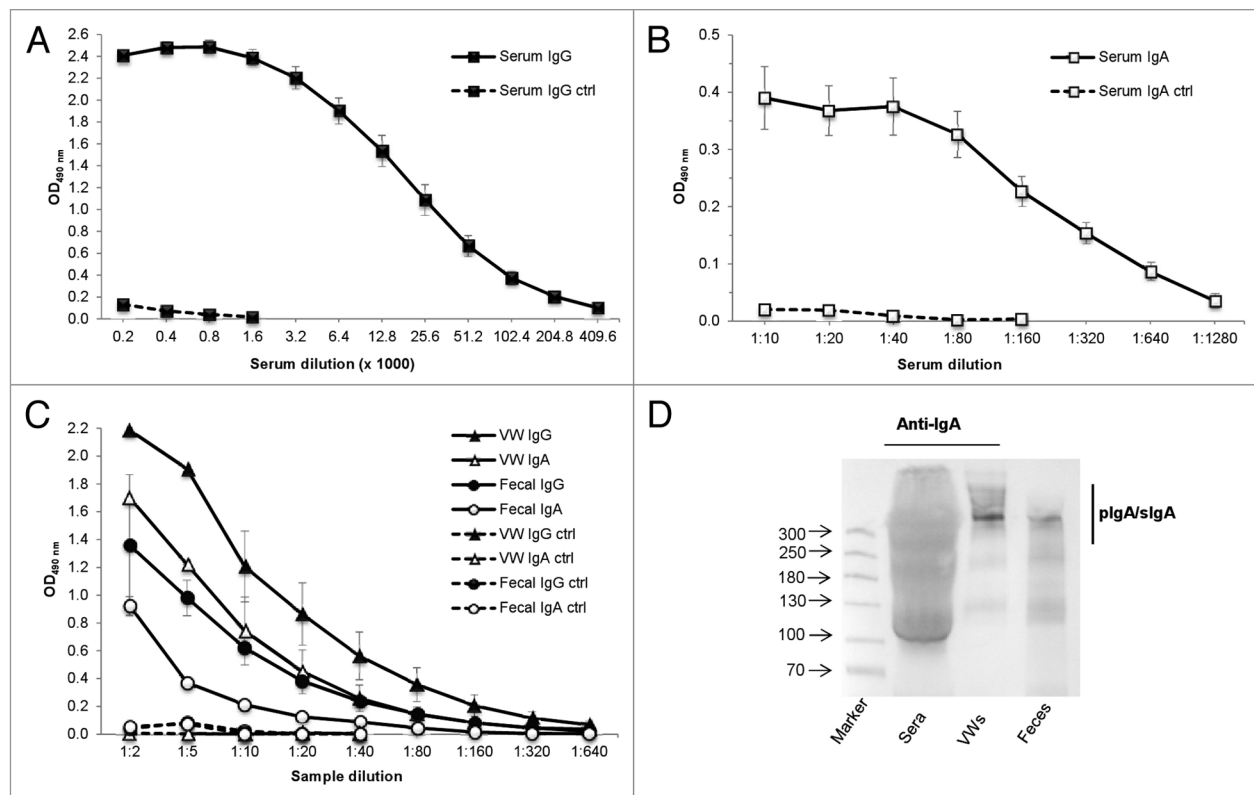 A
2.6
2.4
2.2
2.0
1.8
1.6
1.4
1.2
1.0
0.8
0.6
0.4
0.2
0.0
OD490 nm
0.2 0.4 0.8 1.6 3.2 6.4 12.8 25.6 51.2 102.4 204.8 409.6
Serum dilution (x 1000)
Serum IgG
Serum IgG ctrl
B
0.5
0.4
0.3
0.2
0.1
0.0
OD490 nm
1:10 1:20 1:40 1:80 1:160 1:320 1:640 1:1280
Serum dilution
Serum IgA
Serum IgA ctrl
C
2.2
2.0
1.8
1.6
1.4
1.2
1.0
0.8
0.6
0.4
0.2
0.0
OD490 nm
1:2 1:5 1:10 1:20 1:40 1:80 1:160 1:320 1:640
Sample dilution
VW IgG
VW IgA
Fecal IgG
Fecal IgA
VW IgG ctrl
VW IgA ctrl
Fecal IgG ctrl
Fecal IgA ctrl
D
Anti-IgA
300
250
180
130
100
70
pIgA/sIgA
Marker
Sera
VWs
Feces